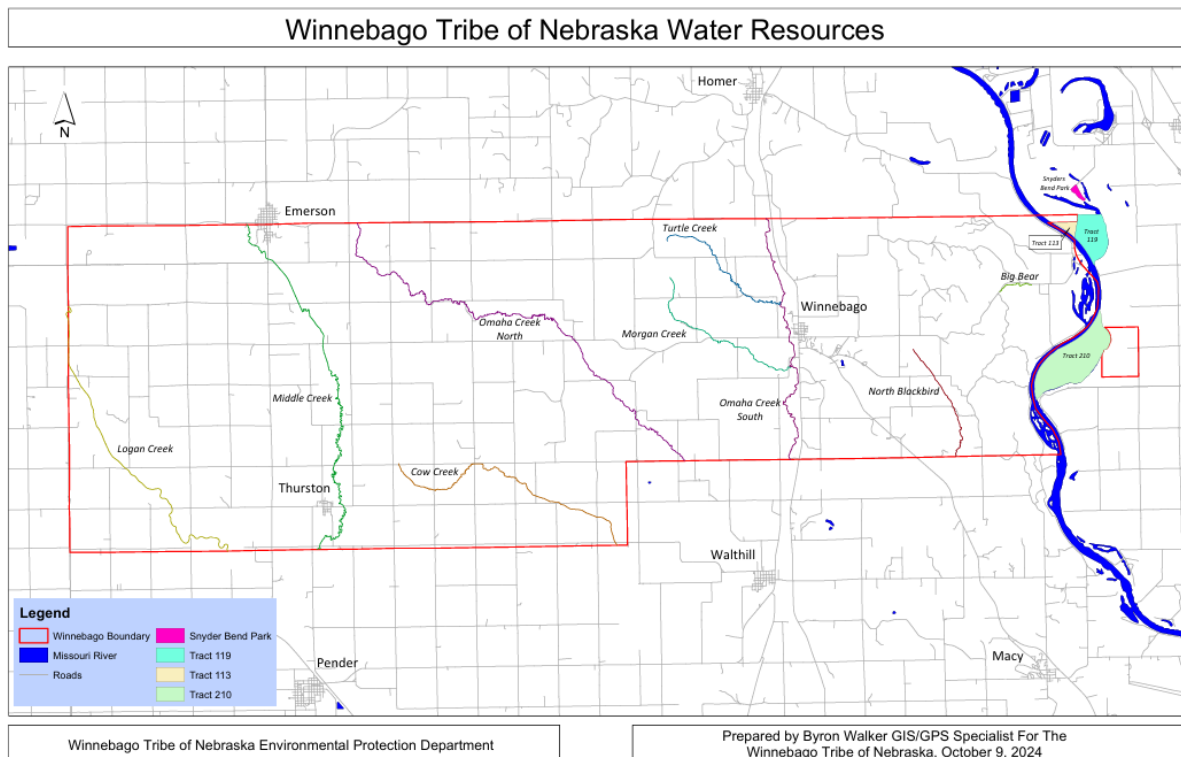 Winnebago Tribe of Nebraska Water Resources
N
Homer
Snyders
Bend Park
Emerson
Turtle Creek
Tract 113
Tract
119
Big Bear
Winnebago
Omaha Creek
North
Morgan Creek
Tract 210
Middle Creek
North Blackbird
Omaha Creek
South
Logan Creek
Cow Creek
Thurston
Walthill
Legend
Winnebago Boundary
Missouri River
Roads
Snyder Bend Park
Tract 119
Tract 113
Tract 210
Pender
Macy
Winnebago Tribe of Nebraska Environmental Protection Department
Prepared by Byron Walker GIS/GPS Specialist For The
Winnebago Tribe of Nebraska, October 9, 2024